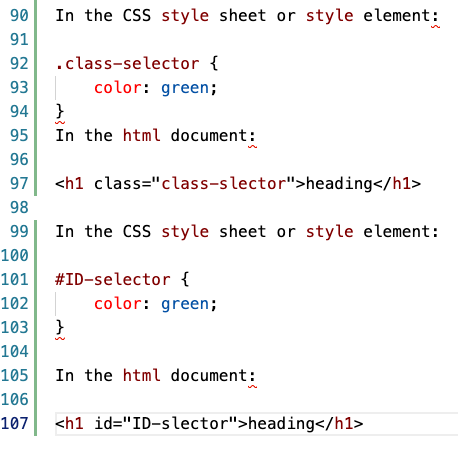 90 In the CSS style sheet or style element:
91
92 .class-selector {
93     color: green;
94 }
95 In the html document:
96
97 <h1 class="class-slector">heading</h1>
98
99 In the CSS style sheet or style element:
100
101 #ID-selector {
102     color: green;
103 }
104
105 In the html document:
106
107 <h1 id="ID-slector">heading</h1>